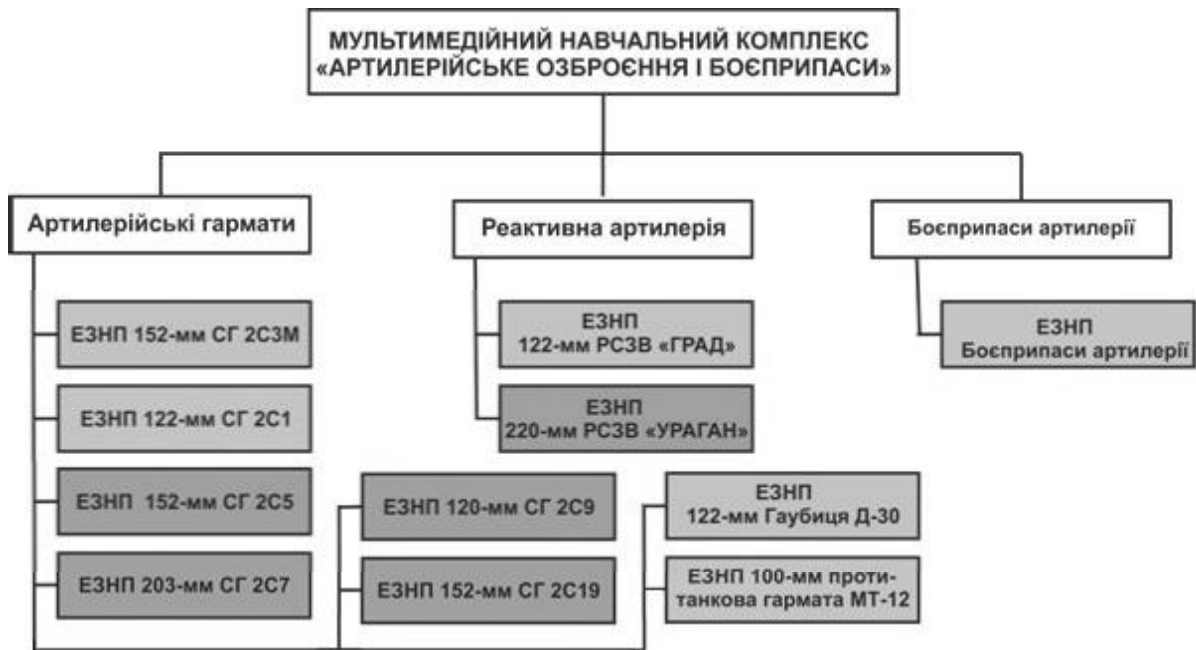 МУЛЬТИМЕДІЙНИЙ НАВЧАЛЬНИЙ КОМПЛЕКС
«АРТИЛЕРІЙСЬКЕ ОЗБРОЄННЯ І БОЄПРИПАСИ»
Артилерійські гармати
Реактивна артилерія
Боєприпаси артилерії
ЕЗНП 152-мм СГ 2С3М
ЕЗНП 122-мм СГ 2С1
ЕЗНП 152-мм СГ 2С5
ЕЗНП 203-мм СГ 2С7
ЕЗНП 120-мм СГ 2С9
ЕЗНП 152-мм СГ 2С19
ЕЗНП
122-мм Гаубиця Д-30
ЕЗНП 100-мм проти-
танкова гармата МТ-12
ЕЗНП
122-мм РСЗВ «ГРАД»
ЕЗНП
220-мм РСЗВ «УРАГАН»
ЕЗНП
Боєприпаси артилерії